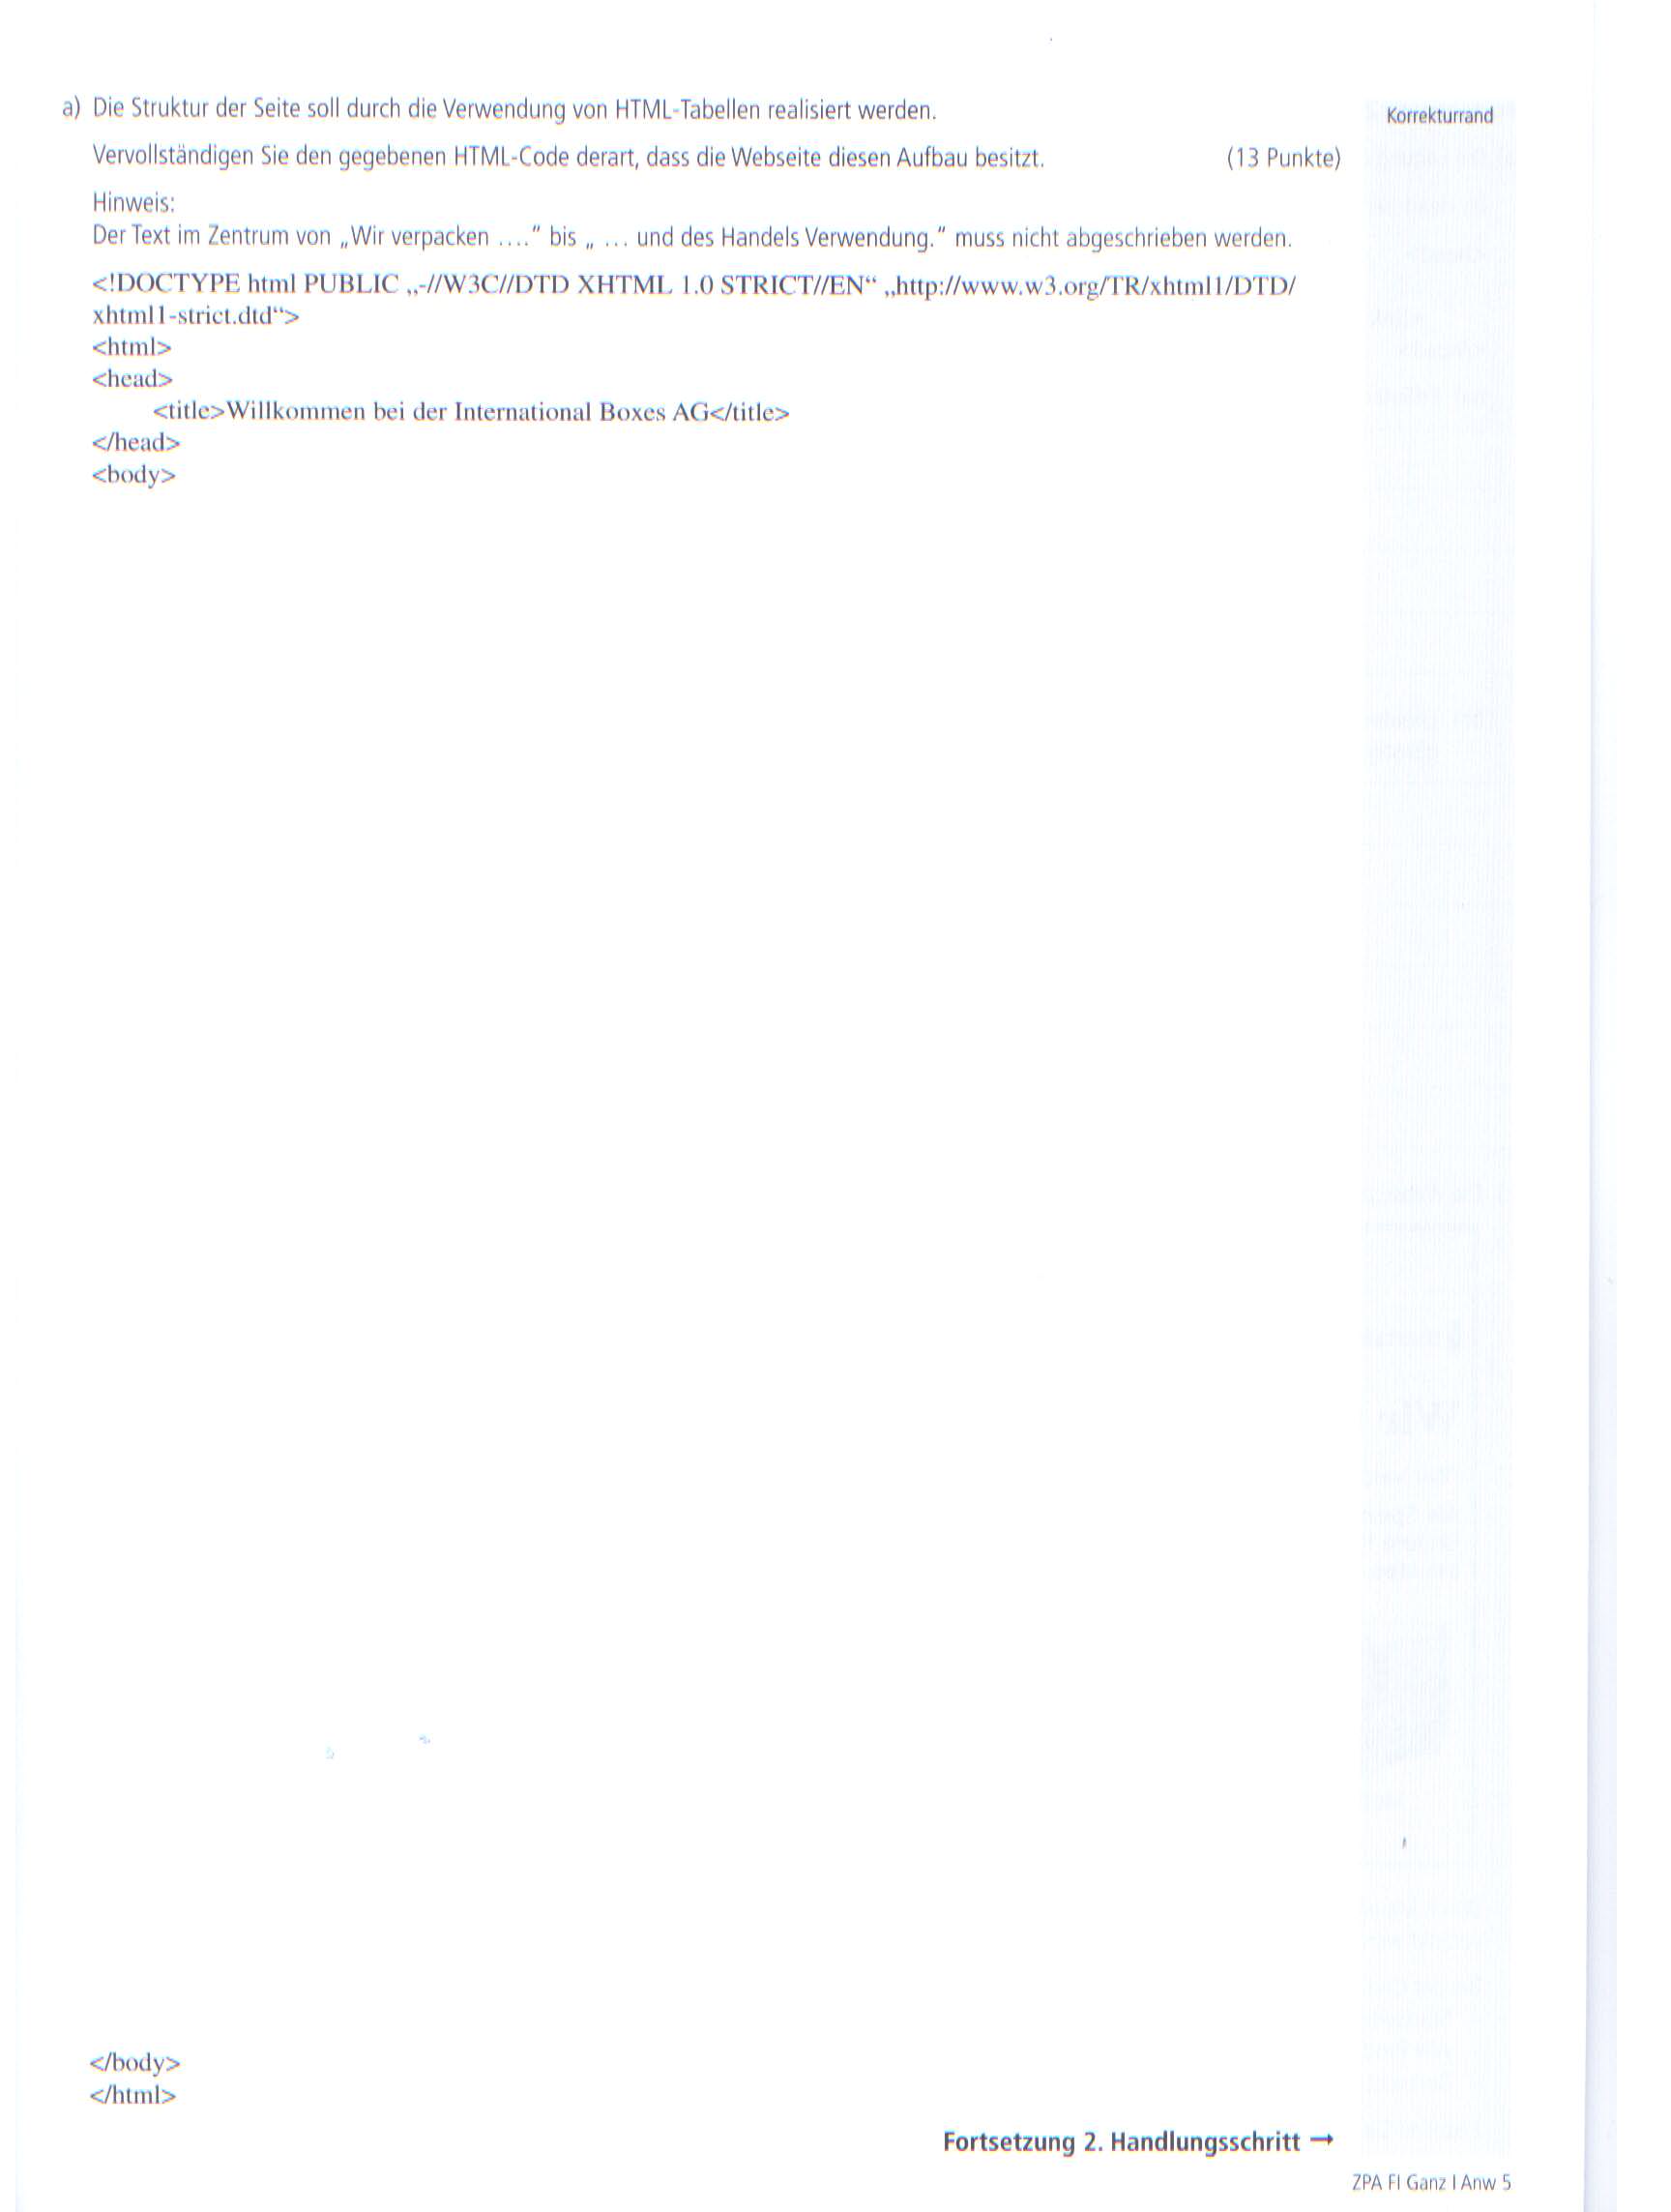 a) Die Struktur der Seite soll durch die Verwendung von HTML-Tabellen realisiert werden.
Korrekturrand
Vervollständigen Sie den gegebenen HTML-Code derart, dass die Webseite diesen Aufbau besitzt. (13 Punkte)
Hinweis:
Der Text im Zentrum von „Wir verpacken ....” bis „ ... und des Handels Verwendung.” muss nicht abgeschrieben werden.
<!DOCTYPE html PUBLIC „-//W3C//DTD XHTML 1.0 STRICT//EN“ „http://www.w3.org/TR/xhtml1/DTD/
xhtml1-strict.dtd“>
<html>
<head>
<title>Willkommen bei der International Boxes AG</title>
</head>
<body>
</body>
</html>
Fortsetzung 2. Handlungsschritt →
ZPA FI Ganz I Anw 5